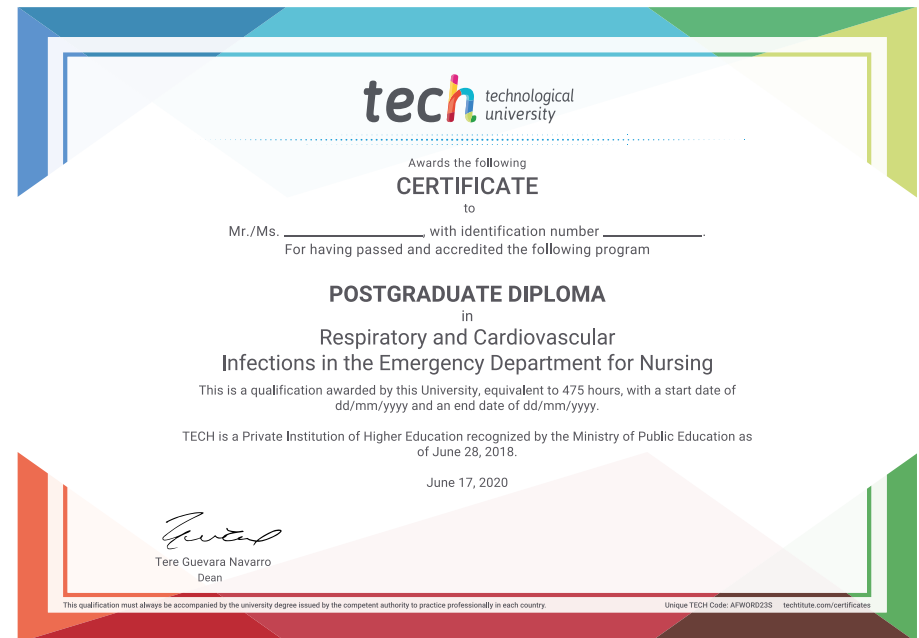 tech technological
university
Awards the following
CERTIFICATE
to
Mr./Ms. ____________________, with identification number ______________.
For having passed and accredited the following program
POSTGRADUATE DIPLOMA
in
Respiratory and Cardiovascular
Infections in the Emergency Department for Nursing
This is a qualification awarded by this University, equivalent to 475 hours, with a start date of
dd/mm/yyyy and an end date of dd/mm/yyyy.
TECH is a Private Institution of Higher Education recognized by the Ministry of Public Education as
of June 28, 2018.
June 17, 2020
Tere Guevara Navarro
Dean
This qualification must always be accompanied by the university degree issued by the competent authority to practice professionally in each country. Unique TECH Code: AFWORD23S techtitute.com/certificates